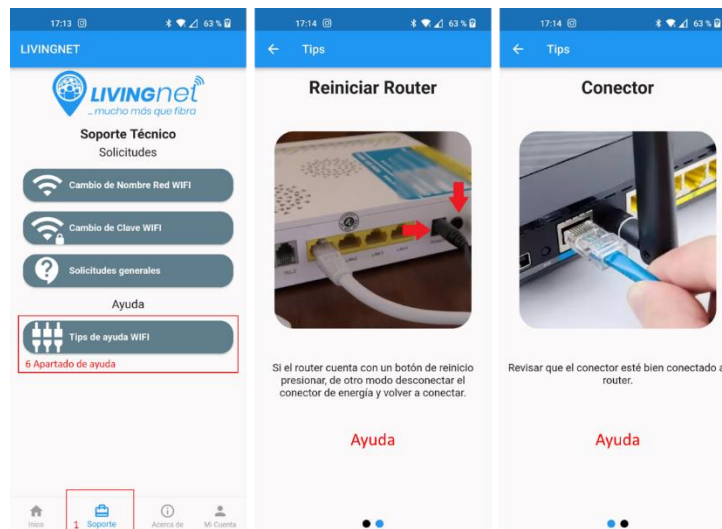 17:13
63 %
LIVINGNET
LIVINGnet
...mucho más que fibra
Soporte Técnico
Solicitudes
Cambio de Nombre Red WIFI
Cambio de Clave WIFI
Solicitudes generales
Ayuda
Tips de ayuda WIFI
6 Apartado de ayuda
Inicio
1 Soporte
Acerca de
Mi Cuenta
17:14
63 %
Tips
Reiniciar Router
Si el router cuenta con un botón de reinicio
presionar, de otro modo desconectar el
conector de energía y volver a conectar.
Ayuda
17:14
63 %
Tips
Conector
Revisar que el conector esté bien conectado a
router.
Ayuda